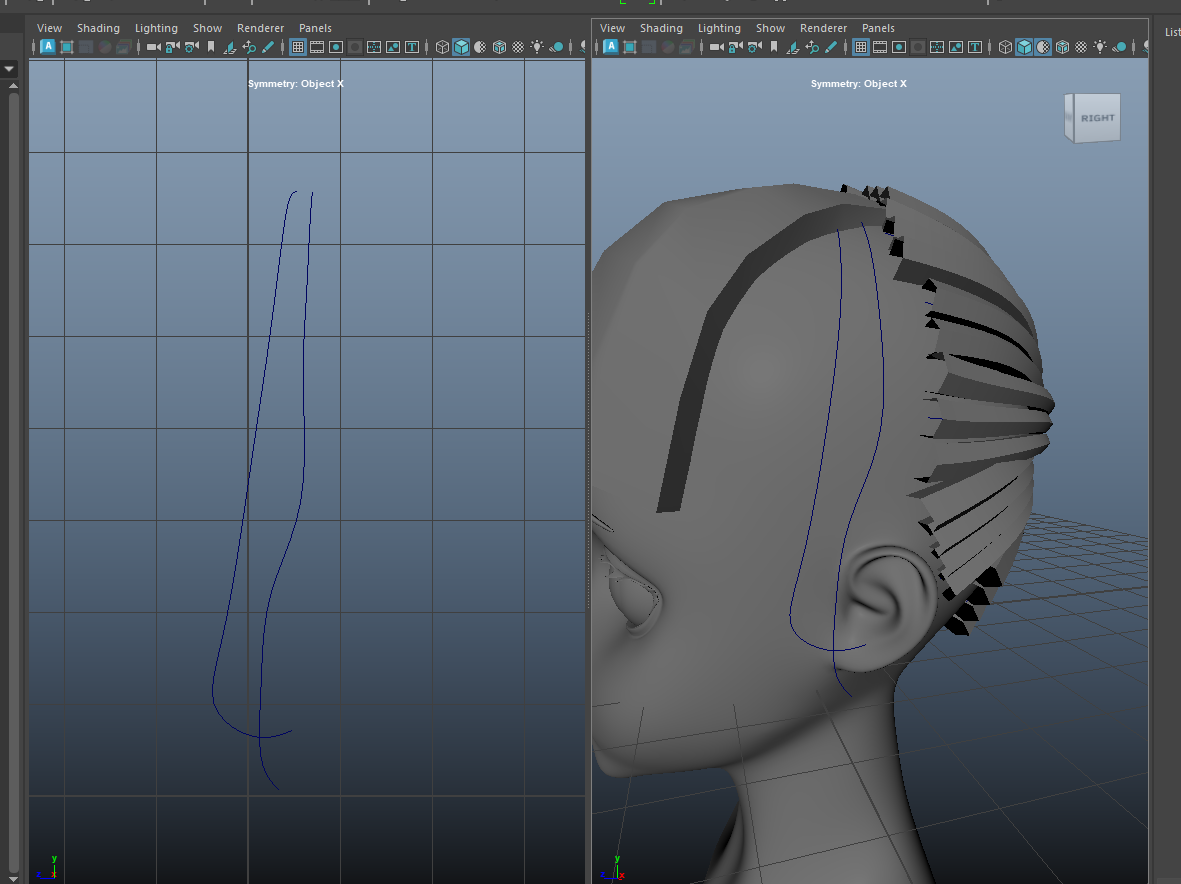 View Shading Lighting Show Renderer Panels
Symmetry: Object X
y
View Shading Lighting Show Renderer Panels
Symmetry: Object X
RIGHT
y
x
List